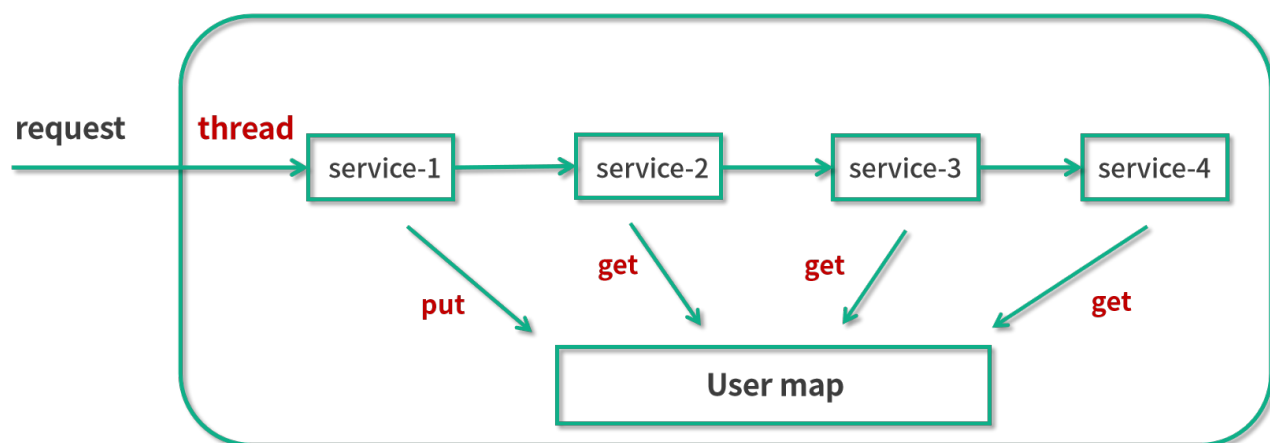 request
thread
service-1
service-2
service-3
service-4
put
get
get
get
User map